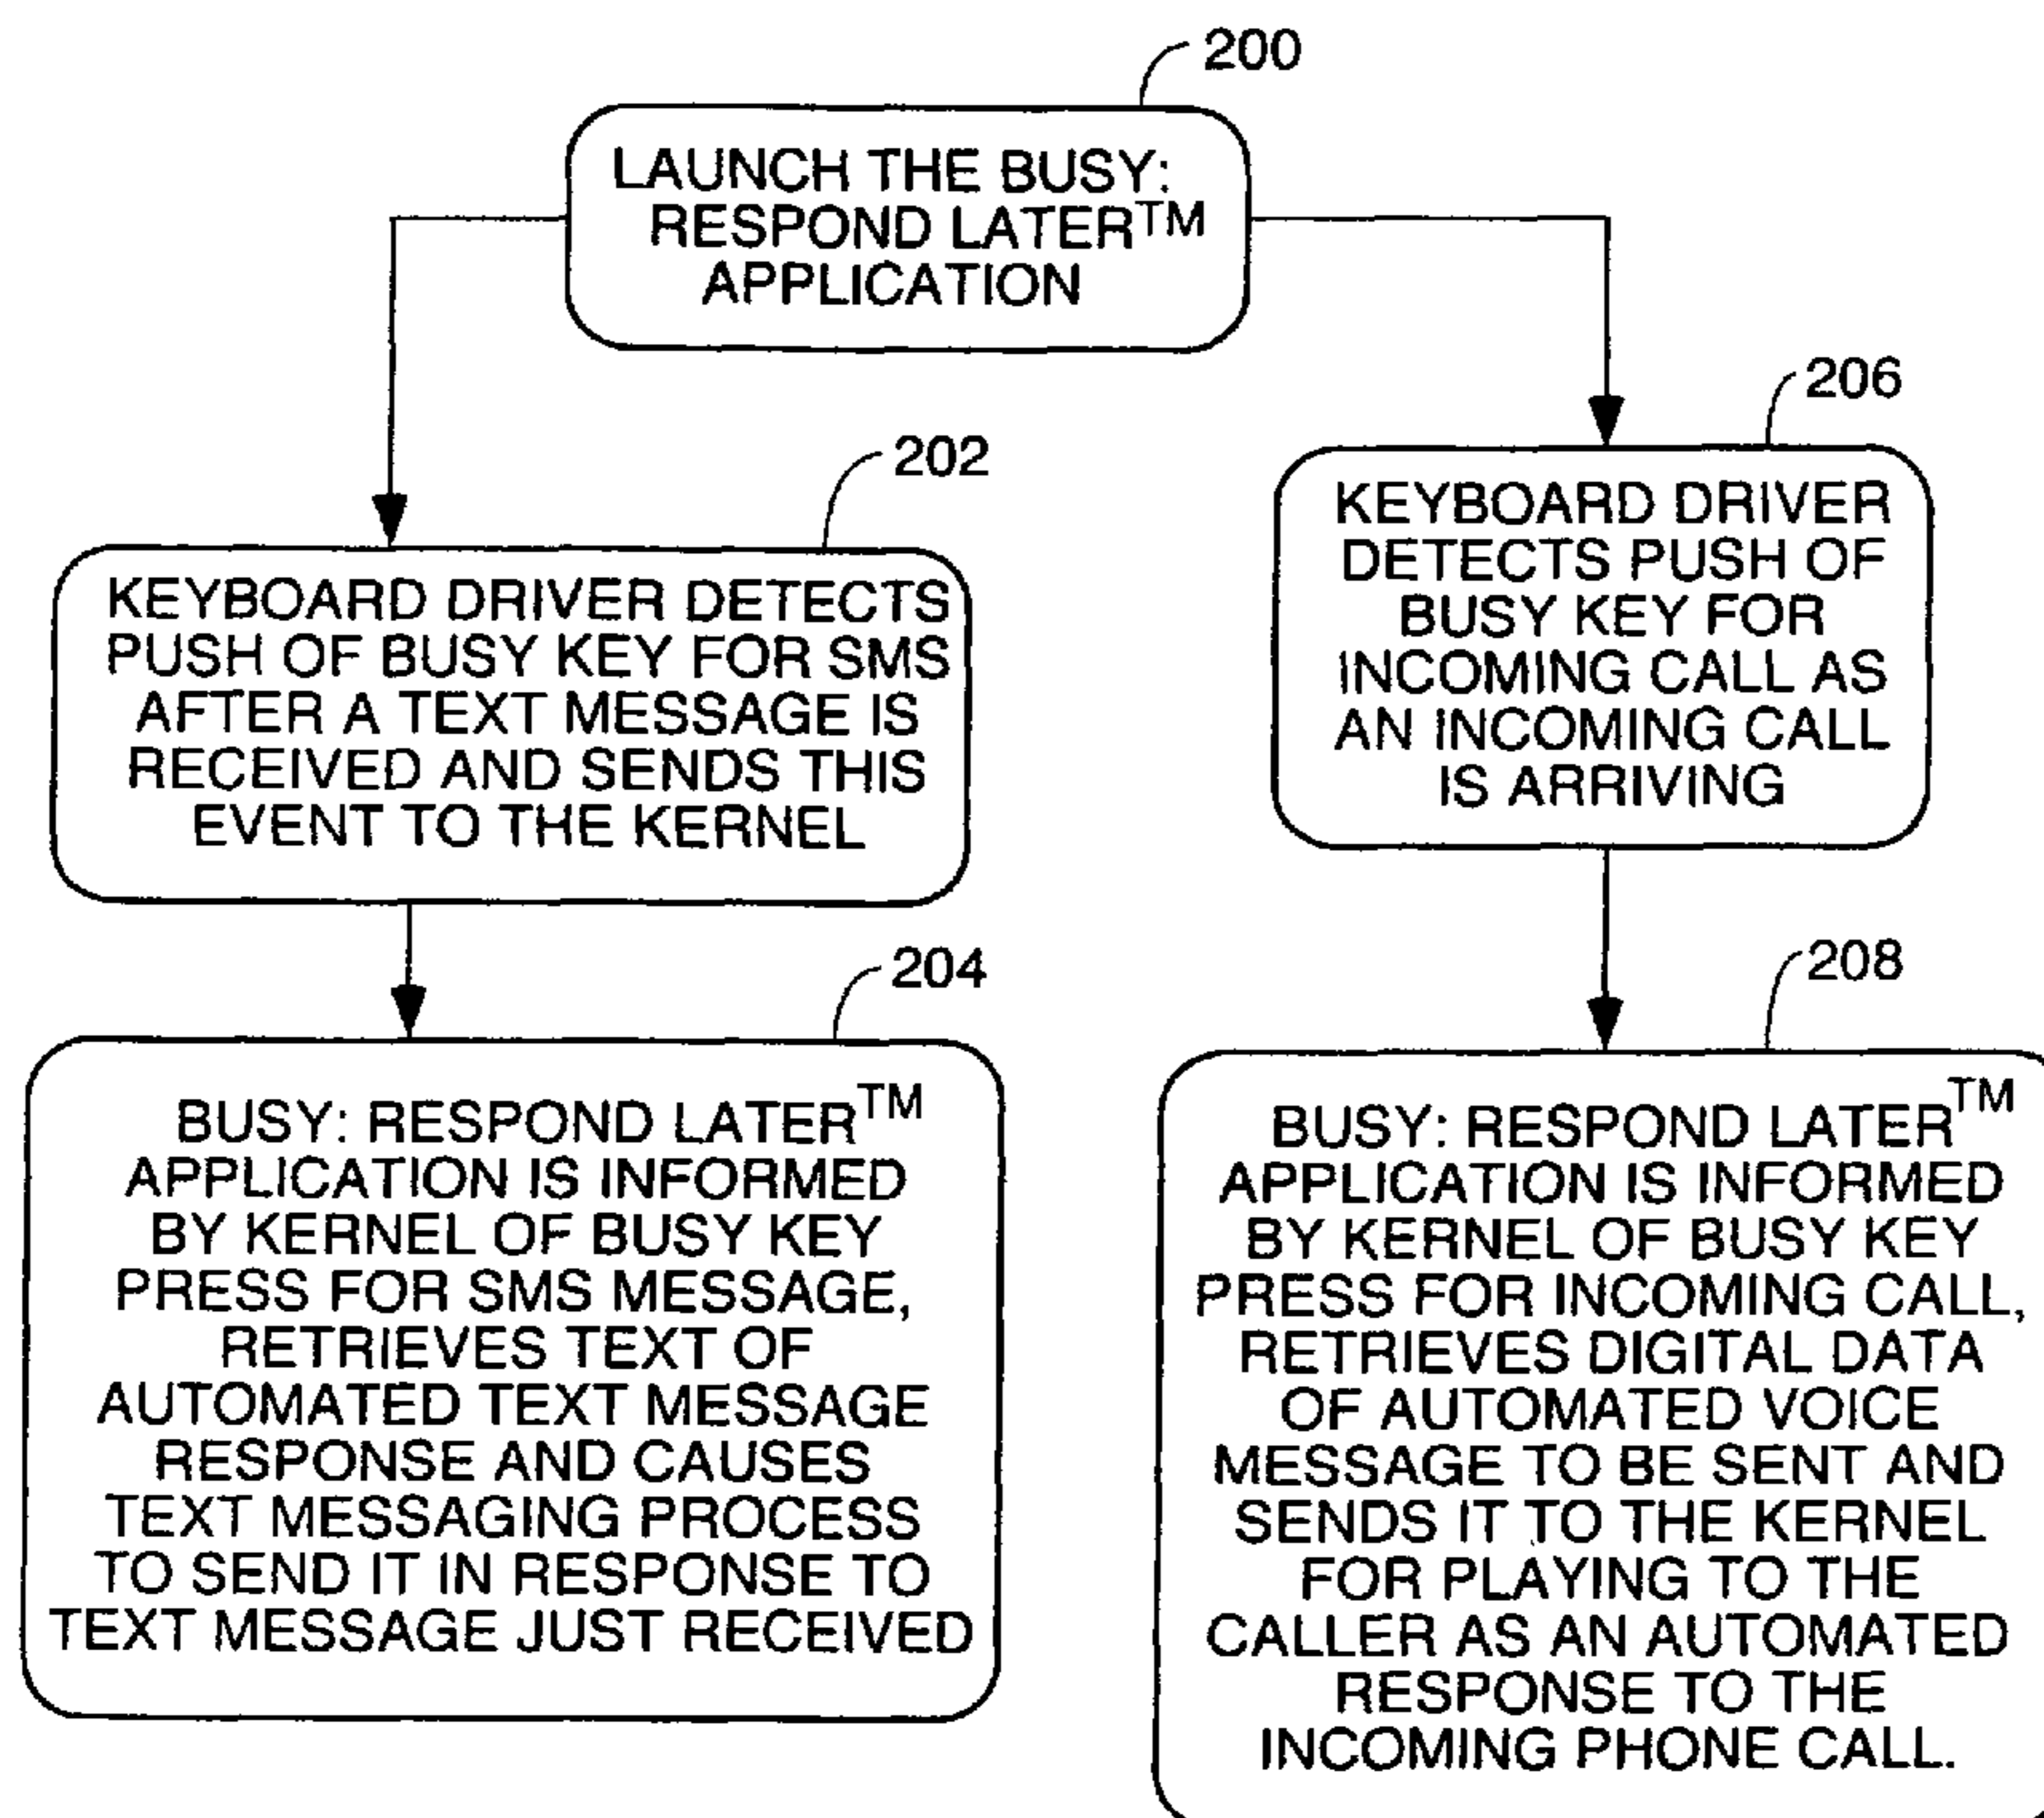 200
LAUNCH THE BUSY:
RESPOND LATER™
APPLICATION
202
KEYBOARD DRIVER DETECTS
PUSH OF BUSY KEY FOR SMS
AFTER A TEXT MESSAGE IS
RECEIVED AND SENDS THIS
EVENT TO THE KERNEL
204
BUSY: RESPOND LATER™
APPLICATION IS INFORMED
BY KERNEL OF BUSY KEY
PRESS FOR SMS MESSAGE,
RETRIEVES TEXT OF
AUTOMATED TEXT MESSAGE
RESPONSE AND CAUSES
TEXT MESSAGING PROCESS
TO SEND IT IN RESPONSE TO
TEXT MESSAGE JUST RECEIVED
206
KEYBOARD DRIVER
DETECTS PUSH OF
BUSY KEY FOR
INCOMING CALL AS
AN INCOMING CALL
IS ARRIVING
208
BUSY: RESPOND LATER™
APPLICATION IS INFORMED
BY KERNEL OF BUSY KEY
PRESS FOR INCOMING CALL,
RETRIEVES DIGITAL DATA
OF AUTOMATED VOICE
MESSAGE TO BE SENT AND
SENDS IT TO THE KERNEL
FOR PLAYING TO THE
CALLER AS AN AUTOMATED
RESPONSE TO THE
INCOMING PHONE CALL.